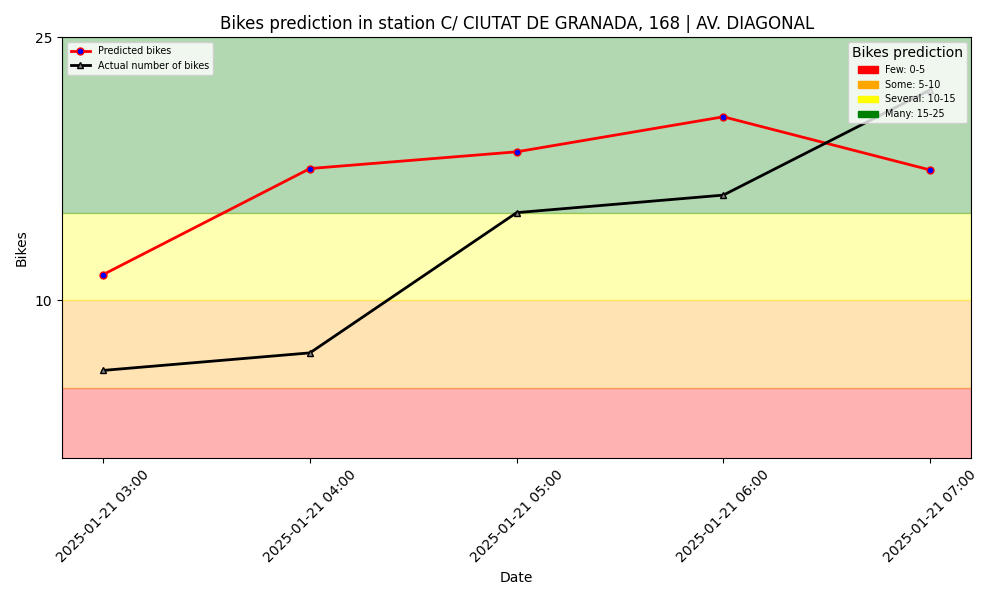 Bikes prediction in station C/ CIUTAT DE GRANADA, 168 | AV. DIAGONAL
25
Predicted bikes
Actual number of bikes
Bikes prediction
Few: 0-5
Some: 5-10
Several: 10-15
Many: 15-25
Bikes
10
2025-01-21 03:00
2025-01-21 04:00
2025-01-21 05:00
2025-01-21 06:00
2025-01-21 07:00
Date